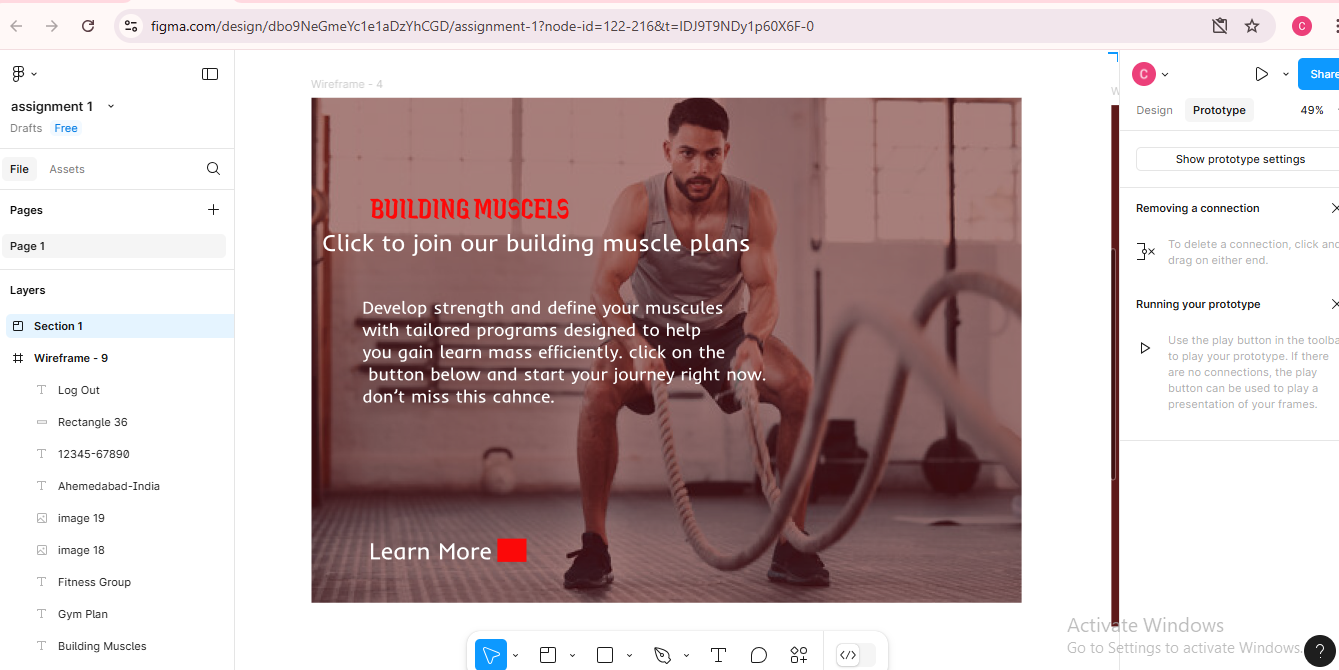 figma.com/design/dbo9NeGmeYc1e1aDzYhCGD/assignment-1?node-id=122-216&t=IDJ9T9NDy1p60X6F-0
C
assignment 1
Drafts Free
File Assets
Pages
Page 1
Layers
Section 1
Wireframe - 9
Log Out
Rectangle 36
12345-67890
Ahemedabad-India
image 19
image 18
Fitness Group
Gym Plan
Building Muscles
Wireframe - 4
BUILDING MUSCELS
Click to join our building muscle plans
Develop strength and define your muscules
with tailored programs designed to help
you gain learn mass efficiently. click on the
button below and start your journey right now.
don't miss this cahnce.
Learn More
W
C
Share
Design Prototype 49%
Show prototype settings
Removing a connection
To delete a connection, click and
drag on either end.
Running your prototype
Use the play button in the toolba
to play your prototype. If there
are no connections, the play
button can be used to play a
presentation of your frames.
Activate Windows
Go to Settings to activate Windows.
?